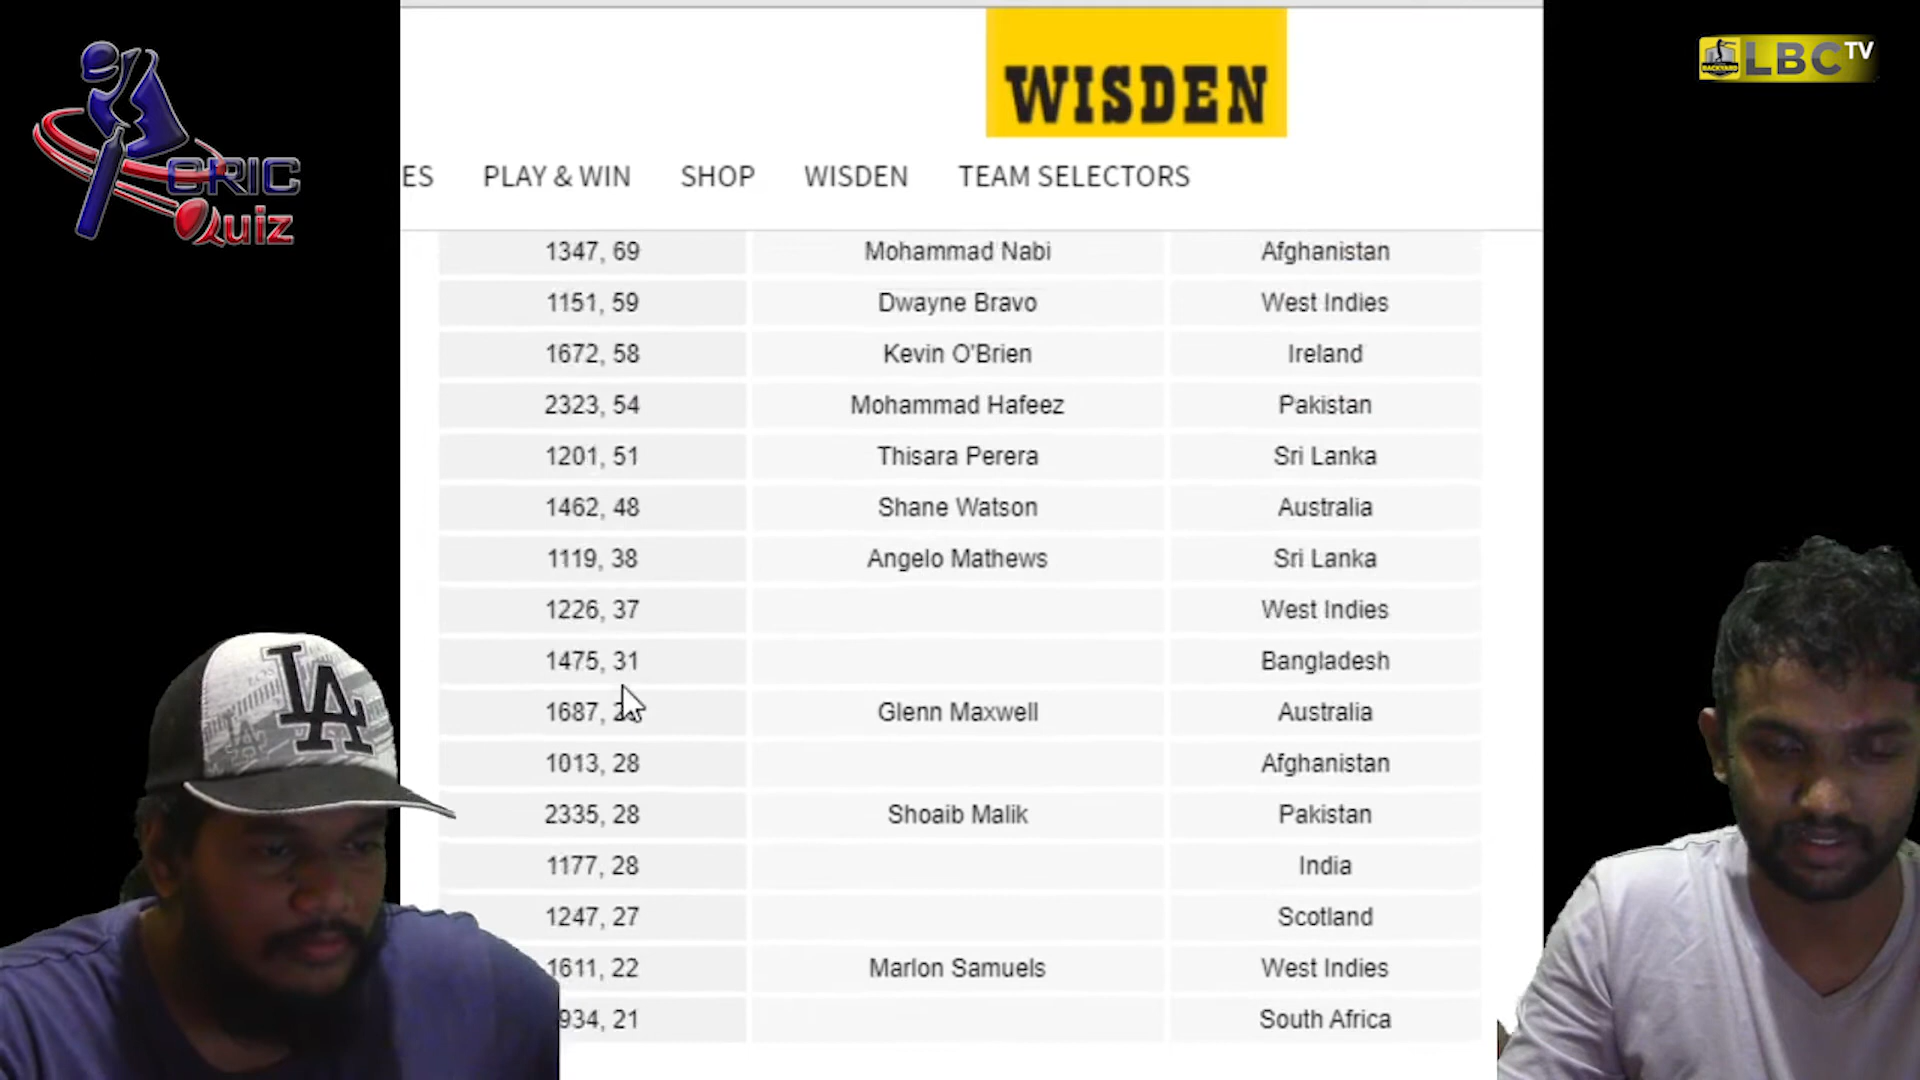 LBC TV
BACKYARD
WISDEN
CRIC
Quiz
ES PLAY & WIN SHOP WISDEN TEAM SELECTORS
1347, 69 Mohammad Nabi Afghanistan
1151, 59 Dwayne Bravo West Indies
1672, 58 Kevin O'Brien Ireland
2323, 54 Mohammad Hafeez Pakistan
1201, 51 Thisara Perera Sri Lanka
1462, 48 Shane Watson Australia
1119, 38 Angelo Mathews Sri Lanka
1226, 37 West Indies
1475, 31 Bangladesh
1687, Glenn Maxwell Australia
1013, 28 Afghanistan
2335, 28 Shoaib Malik Pakistan
1177, 28 India
1247, 27 Scotland
1611, 22 Marlon Samuels West Indies
934, 21 South Africa
LA